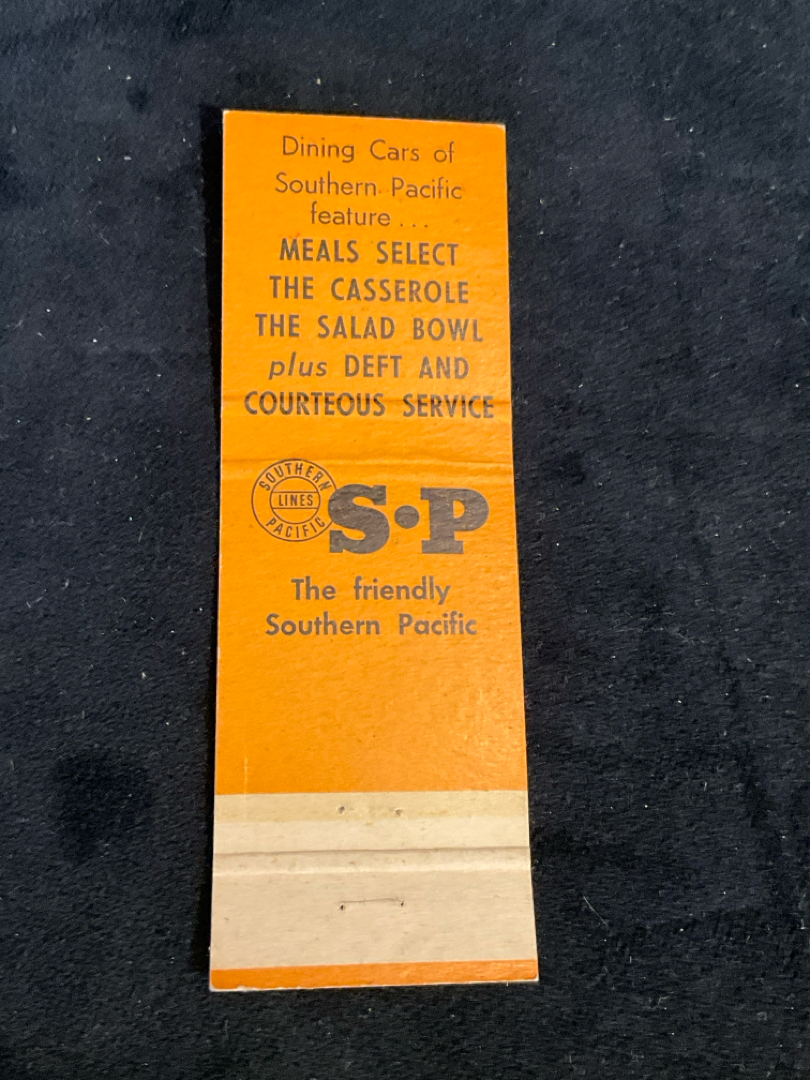 Dining Cars of
Southern Pacific
feature...
MEALS SELECT
THE CASSEROLE
THE SALAD BOWL
plus DEFT AND
COURTEOUS SERVICE
SOUTHERN
LINES
PACIFIC
S•P
The friendly
Southern Pacific